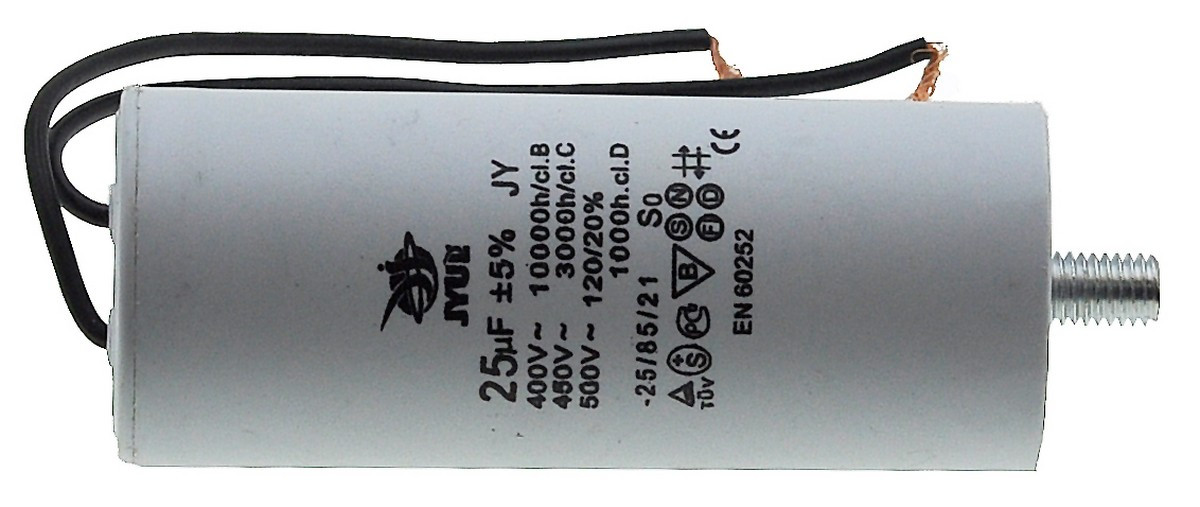 JYUL
25µF ±5% JY
400V~ 10000h/cl.B
450V~ 3000h/cl.C
500V~ 120/20%
1000h.cl.D
-25/85/21 S0
TÜV S B S N
F D
CE
EN 60252